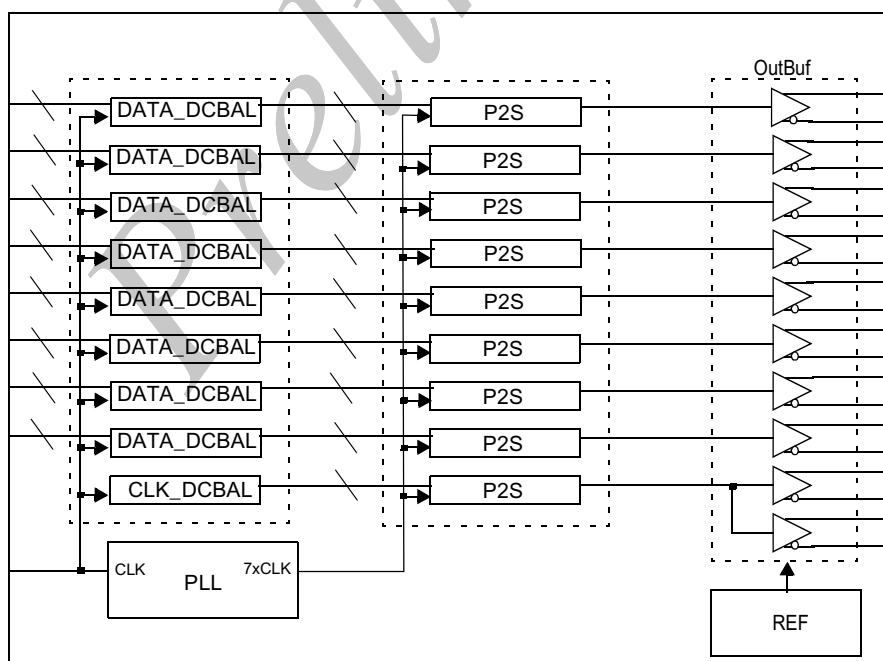 Preli
OutBuf
DATA_DCBAL P2S
DATA_DCBAL P2S
DATA_DCBAL P2S
DATA_DCBAL P2S
DATA_DCBAL P2S
DATA_DCBAL P2S
DATA_DCBAL P2S
DATA_DCBAL P2S
CLK_DCBAL P2S
CLK PLL 7xCLK
REF